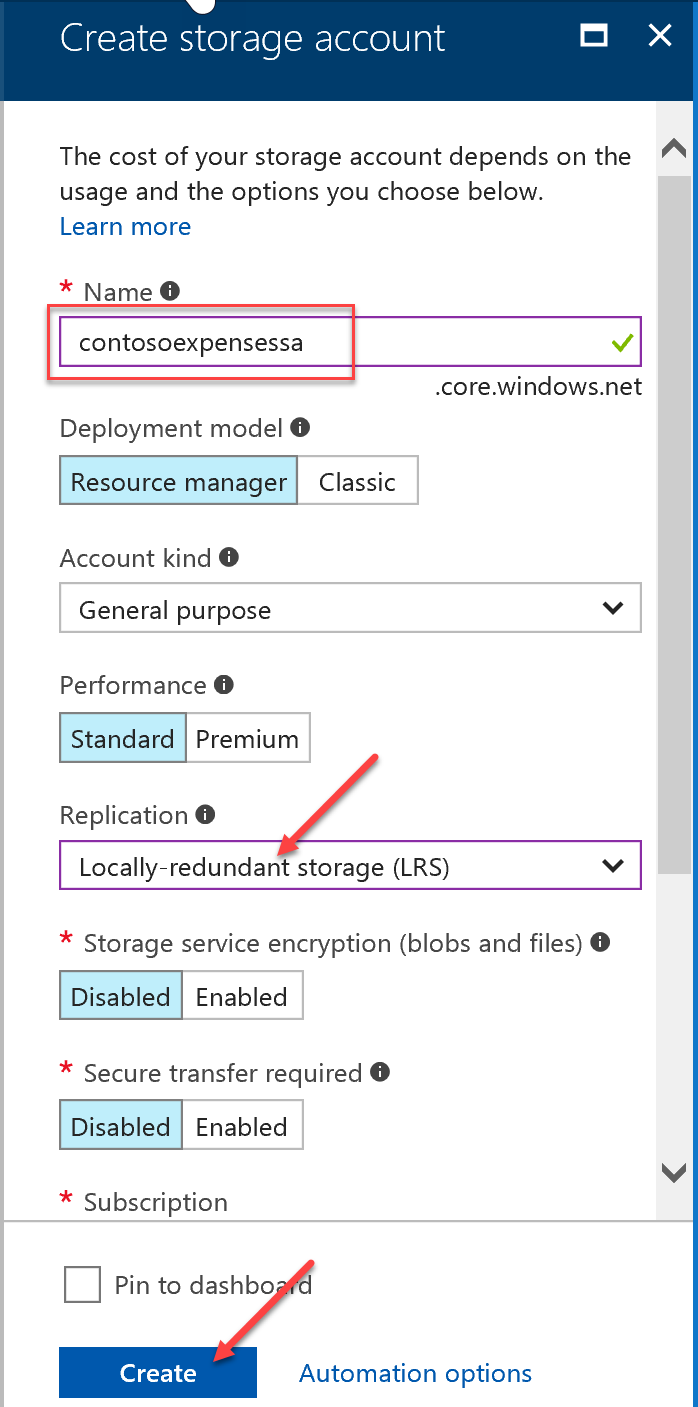 Create storage account
The cost of your storage account depends on the
usage and the options you choose below.
Learn more
* Name
contosoexpensessa
.core.windows.net
Deployment model
Resource manager Classic
Account kind
General purpose
Performance
Standard Premium
Replication
Locally-redundant storage (LRS)
* Storage service encryption (blobs and files)
Disabled Enabled
* Secure transfer required
Disabled Enabled
* Subscription
Pin to dashboard
Create Automation options